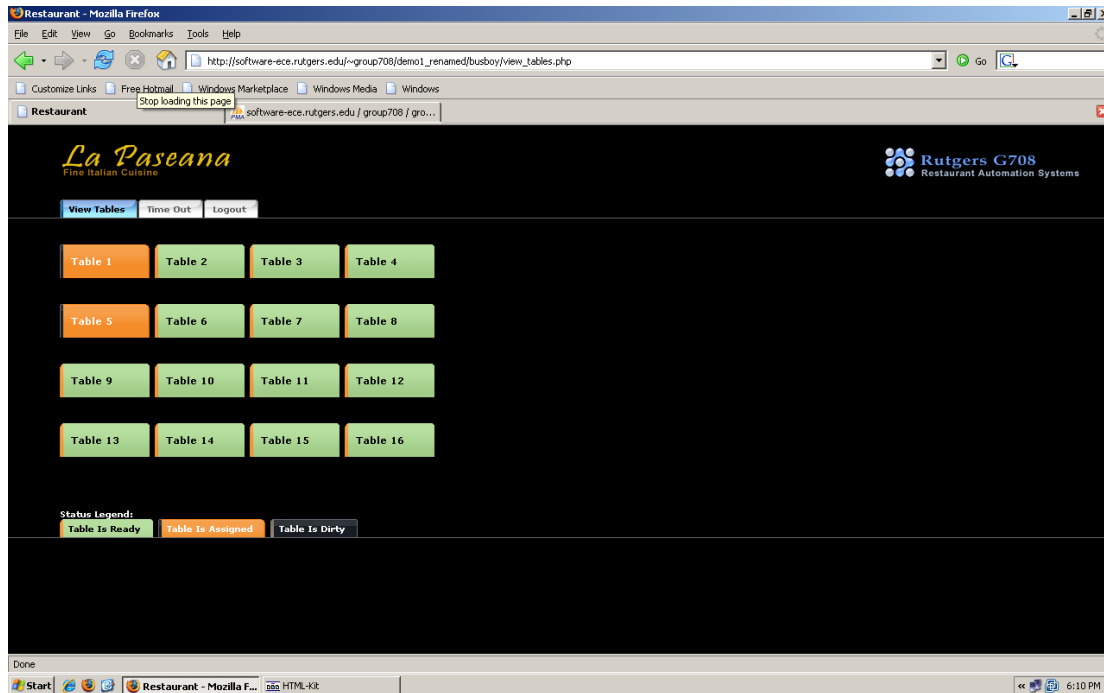 Restaurant - Mozilla Firefox
File Edit View Go Bookmarks Tools Help
http://software-ece.rutgers.edu/~group708/demo1_renamed/busboy/view_tables.php Go G
Customize Links Free Hotmail Windows Marketplace Windows Media Windows
Stop loading this page
Restaurant PMA software-ece.rutgers.edu / group708 / gro...
La Paseana
Fine Italian Cuisine
Rutgers G708
Restaurant Automation Systems
View Tables Time Out Logout
Table 1 Table 2 Table 3 Table 4
Table 5 Table 6 Table 7 Table 8
Table 9 Table 10 Table 11 Table 12
Table 13 Table 14 Table 15 Table 16
Status Legend:
Table Is Ready Table Is Assigned Table Is Dirty
Done
Start Restaurant - Mozilla F... HTML-Kit « 6:10 PM